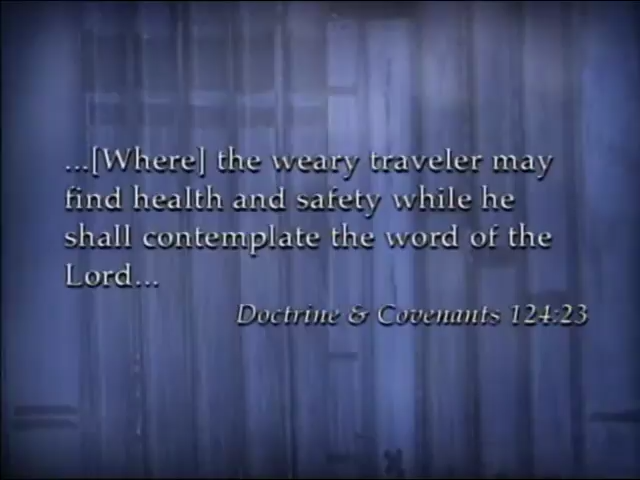 ...[Where] the weary traveler may
find health and safety while he
shall contemplate the word of the
Lord...
Doctrine & Covenants 124:23